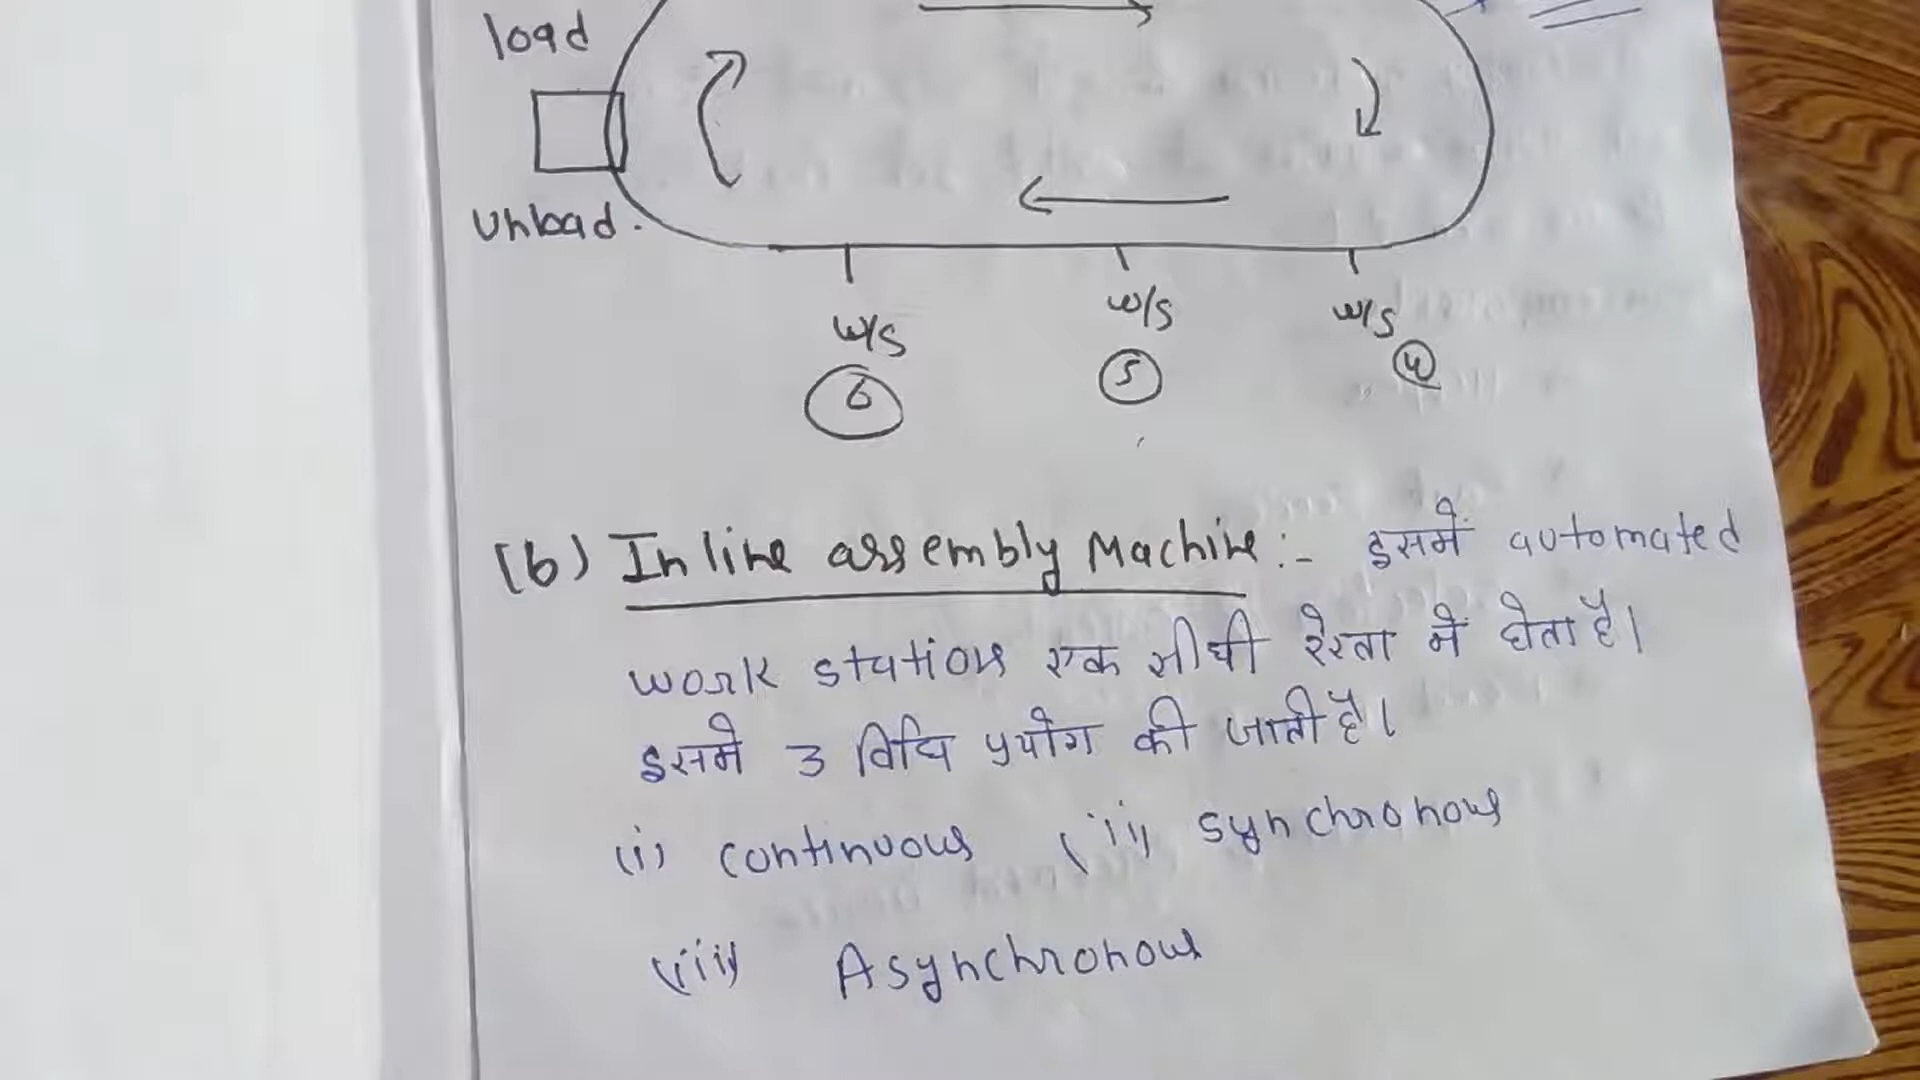 load
unload.
w/s
w/s
w/s
6
5
4
(b) Inline assembly Machine:- इसमें automated
work station एक सीधी रेखा में होता है।
इसमें 3 विधि प्रयोग की जाती है।
(i) continuous (ii) synchronous
(iii) Asynchronous